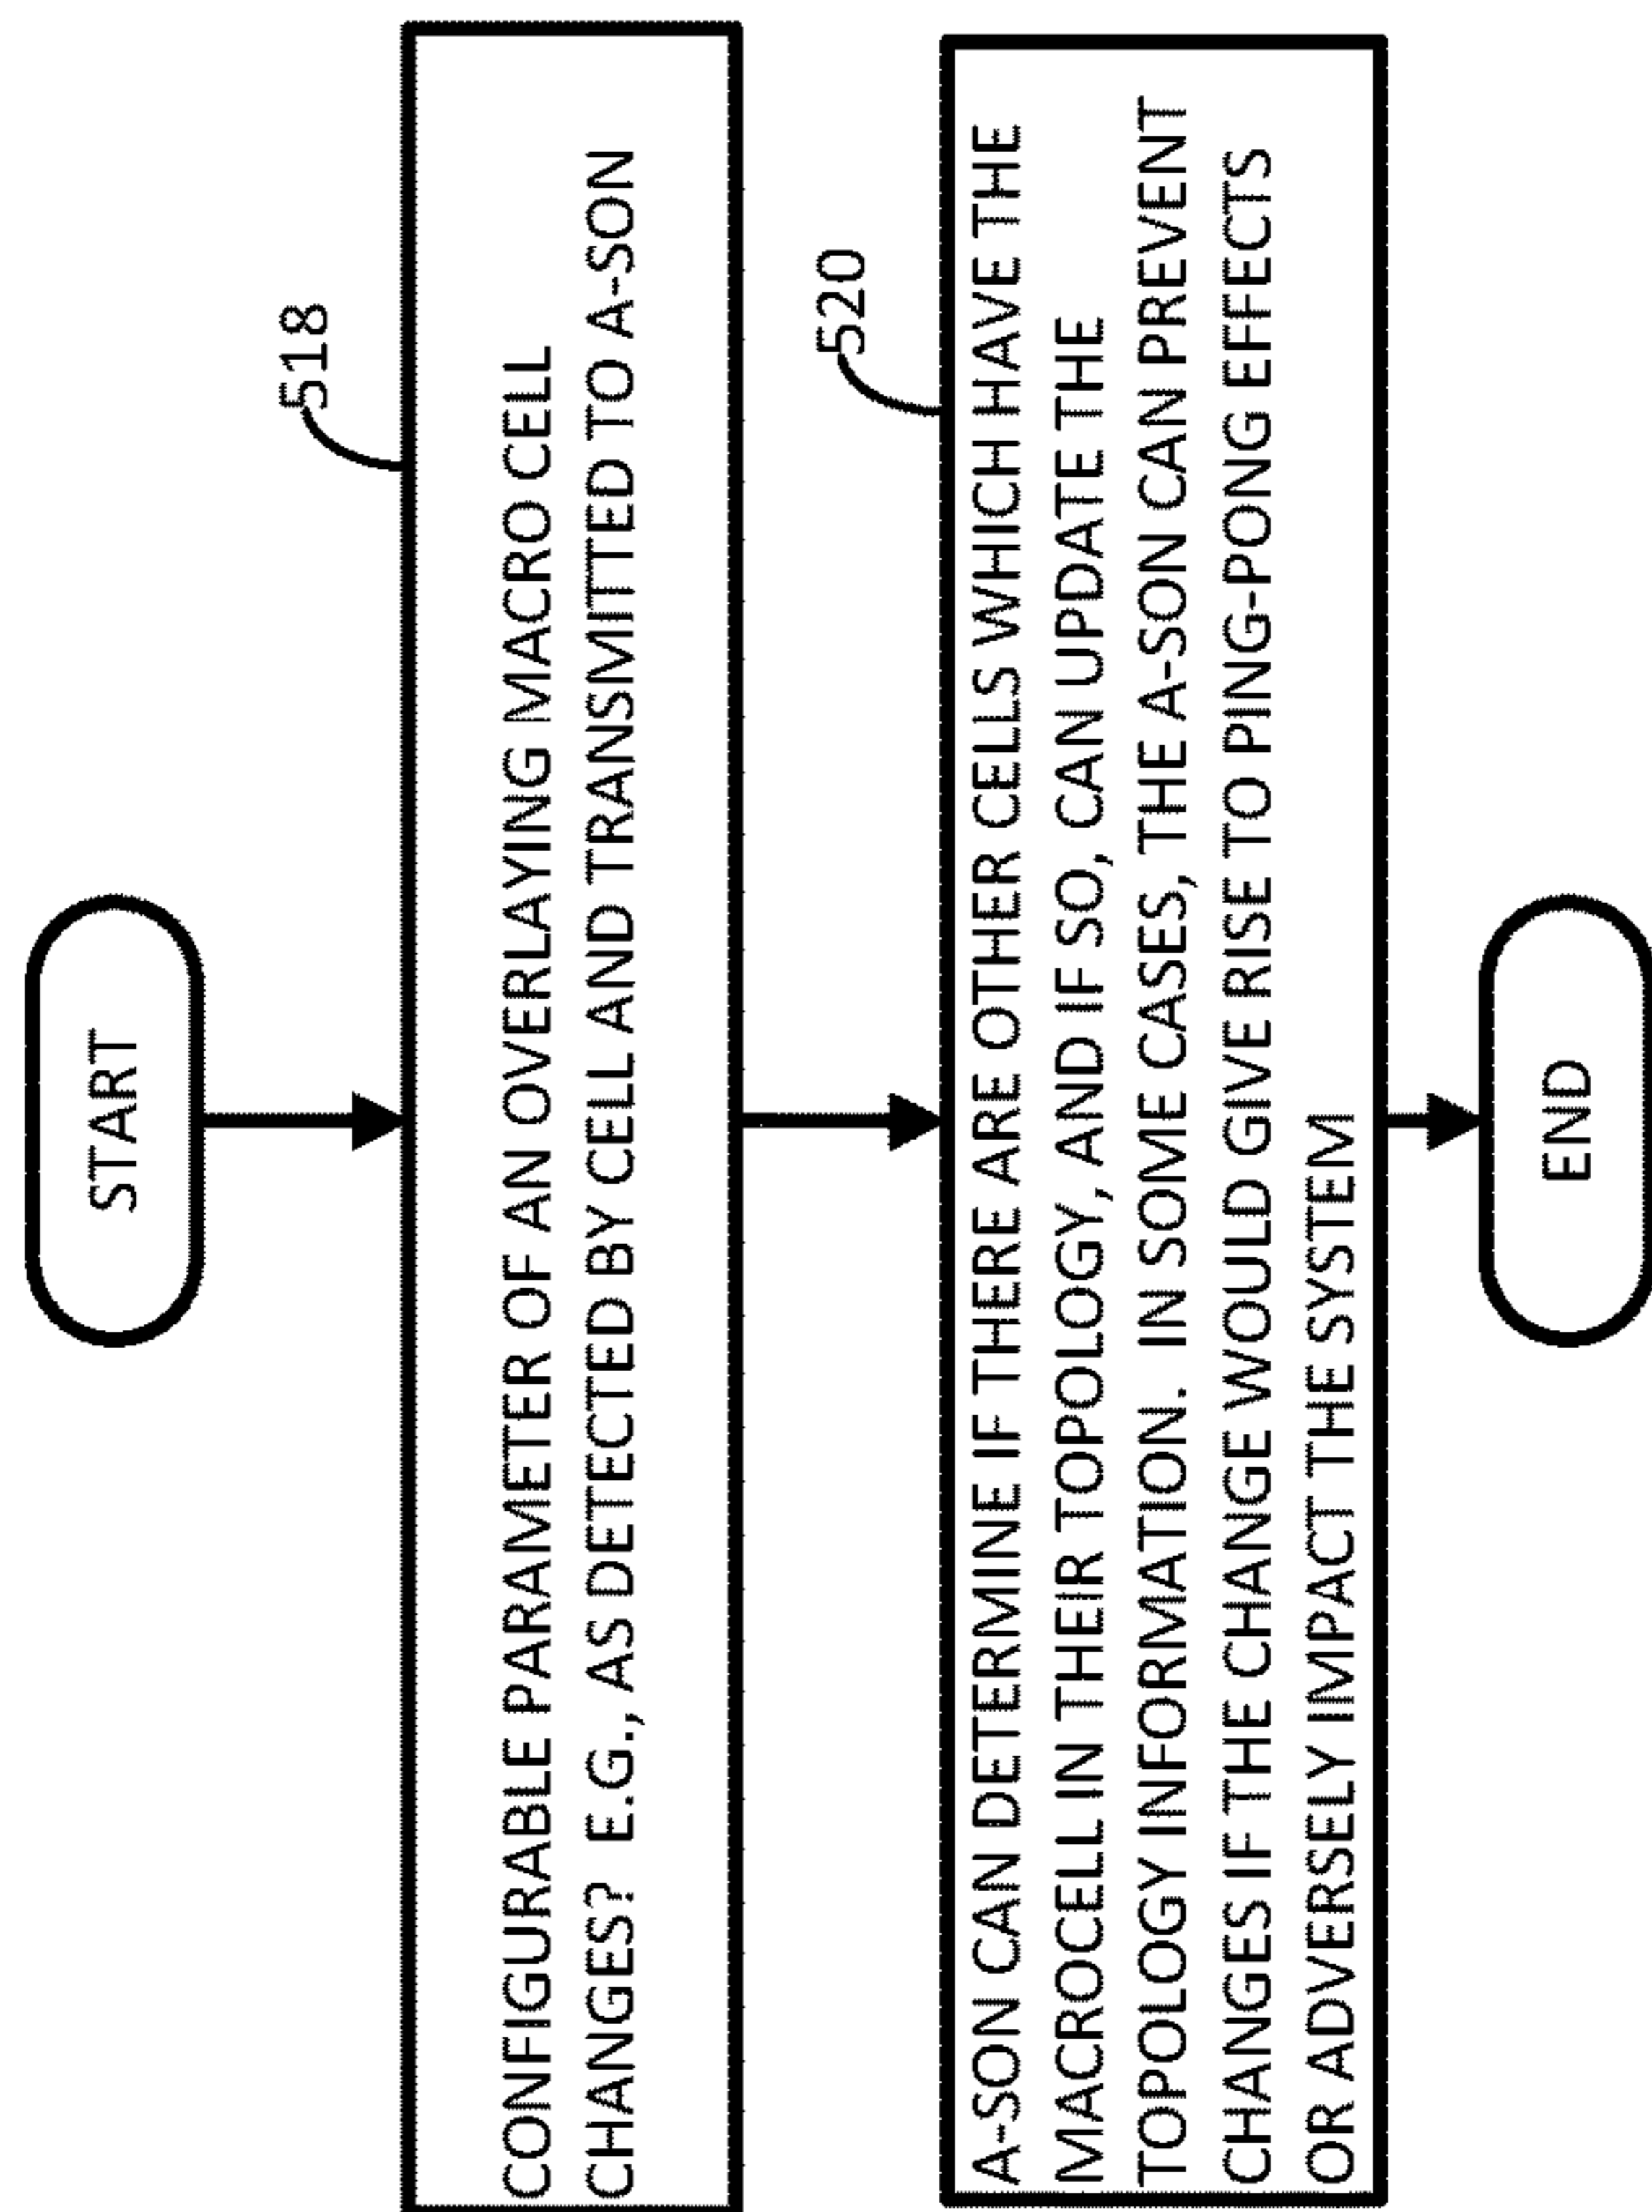 START
518
CONFIGURABLE PARAMETER OF AN OVERLAYING MACRO CELL
CHANGES? E.G., AS DETECTED BY CELL AND TRANSMITTED TO A-SON
520
A-SON CAN DETERMINE IF THERE ARE OTHER CELLS WHICH HAVE THE
MACROCELL IN THEIR TOPOLOGY, AND IF SO, CAN UPDATE THE
TOPOLOGY INFORMATION. IN SOME CASES, THE A-SON CAN PREVENT
CHANGES IF THE CHANGE WOULD GIVE RISE TO PING-PONG EFFECTS
OR ADVERSELY IMPACT THE SYSTEM
END